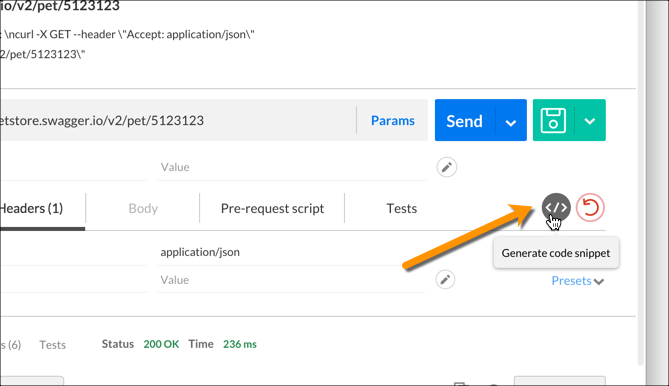 io/v2/pet/5123123
: \ncurl -X GET --header \"Accept: application/json\"
2/pet/5123123\"
etstore.swagger.io/v2/pet/5123123
Params
Send
Value
Headers (1)
Body
Pre-request script
Tests
</>
application/json
Generate code snippet
Value
Presets
s (6)
Tests
Status
200 OK
Time
236 ms